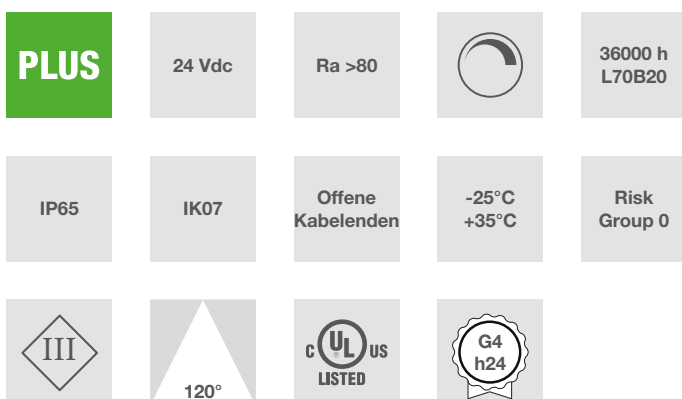 PLUS
24 Vdc
Ra >80
36000 h
L70B20
IP65
IK07
Offene
Kabelenden
-25°C
+35°C
Risk
Group 0
III
120°
C UL US
®
LISTED
G4
h24